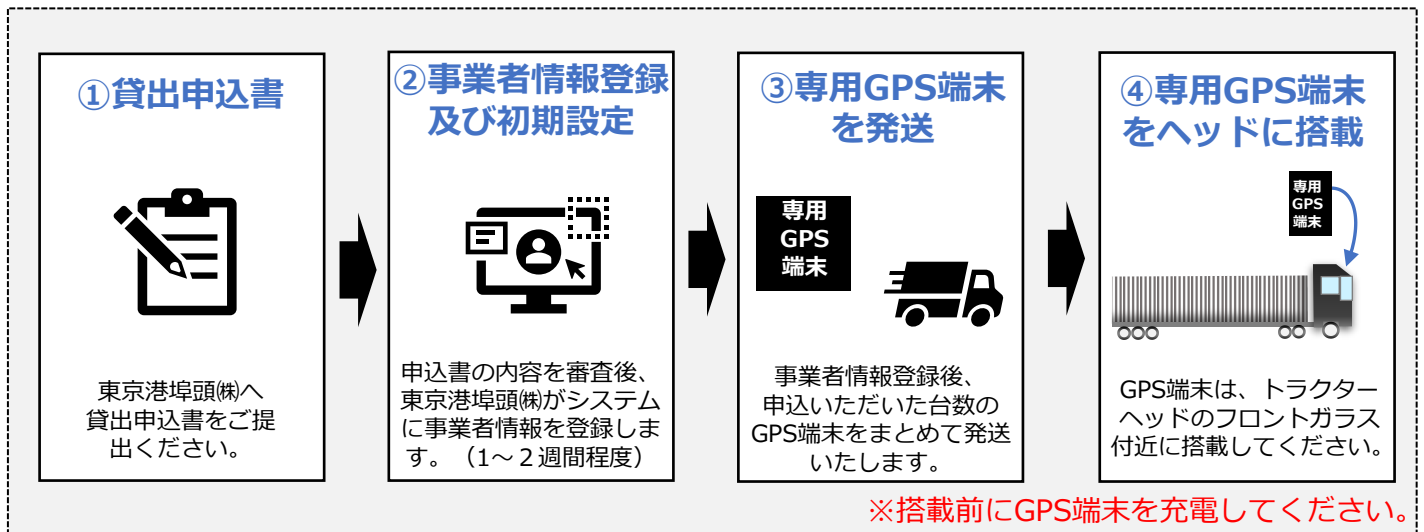 ①貸出申込書
東京港埠頭㈱へ
貸出申込書をご提
出ください。
②事業者情報登録
及び初期設定
申込書の内容を審査後、
東京港埠頭㈱がシステム
に事業者情報を登録しま
す。（1～２週間程度）
③専用GPS端末
を発送
専用
GPS
端末
事業者情報登録後、
申込いただいた台数の
GPS端末をまとめて発送
いたします。
④専用GPS端末
をヘッドに搭載
専用
GPS
端末
GPS端末は、トラクター
ヘッドのフロントガラス
付近に搭載してください。
※搭載前にGPS端末を充電してください。